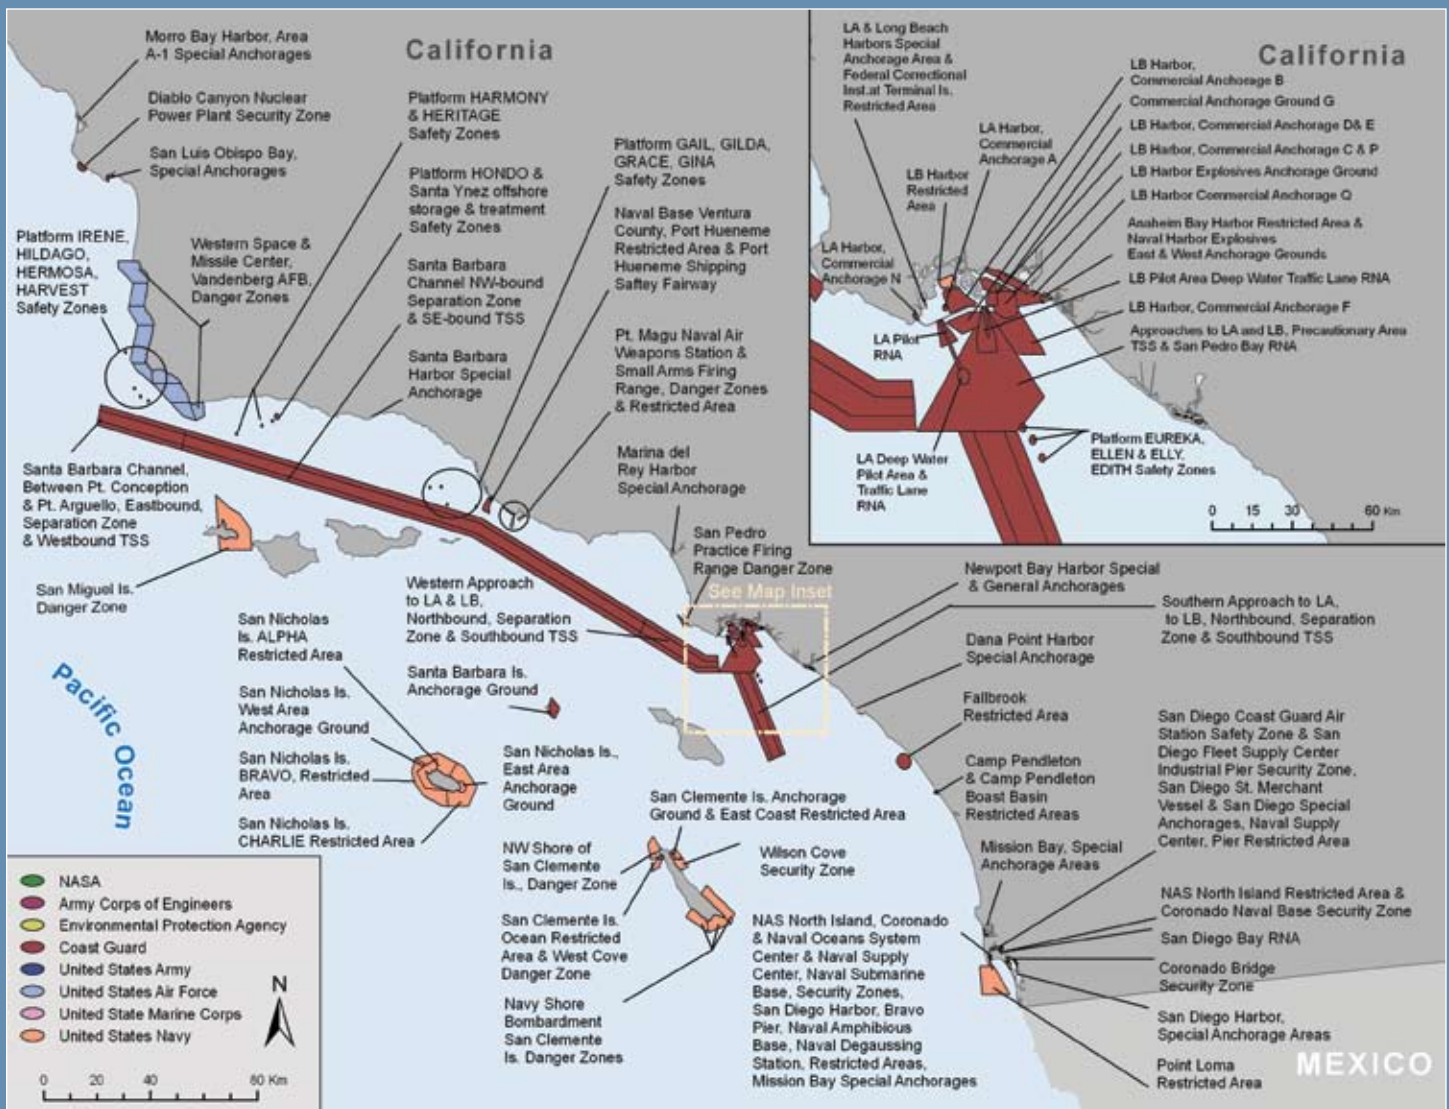 California
Morro Bay Harbor, Area
A-1 Special Anchorages
Diablo Canyon Nuclear
Power Plant Security Zone
San Luis Obispo Bay,
Special Anchorages
Platform IRENE,
HILDAGO,
HERMOSA,
HARVEST
Safety Zones
Western Space &
Missile Center,
Vandenberg AFB,
Danger Zones
Platform HARMONY
& HERITAGE
Safety Zones
Platform HONDO &
Santa Ynez offshore
storage & treatment
Safety Zones
Santa Barbara
Channel NW-bound
Separation Zone
& SE-bound TSS
Santa Barbara
Harbor Special
Anchorage
Platform GAIL, GILDA,
GRACE, GINA
Safety Zones
Naval Base Ventura
County, Port Hueneme
Restricted Area & Port
Hueneme Shipping
Saftey Fairway
Pt. Magu Naval Air
Weapons Station &
Small Arms Firing
Range, Danger Zones
& Restricted Area
Marina del
Rey Harbor
Special Anchorage
San Pedro
Practice Firing
Range Danger Zone
See Map Inset
Santa Barbara Channel,
Between Pt. Conception
& Pt. Arguello, Eastbound,
Separation Zone
& Westbound TSS
San Miguel Is.
Danger Zone
Pacific Ocean
San Nicholas
Is. ALPHA
Restricted Area
San Nicholas Is.
West Area
Anchorage Ground
San Nicholas Is.
BRAVO, Restricted
Area
San Nicholas Is.
CHARLIE Restricted Area
Western Approach
to LA & LB,
Northbound, Separation
Zone & Southbound TSS
Santa Barbara Is.
Anchorage Ground
San Nicholas Is.,
East Area
Anchorage
Ground
San Clemente Is. Anchorage
Ground & East Coast Restricted Area
NW Shore of
San Clemente
Is., Danger Zone
Wilson Cove
Security Zone
San Clemente Is.
Ocean Restricted
Area & West Cove
Danger Zone
Navy Shore
Bombardment
San Clemente
Is. Danger Zones
NAS North Island, Coronado
& Naval Oceans System
Center & Naval Supply
Center, Naval Submarine
Base, Security Zones,
San Diego Harbor, Bravo
Pier, Naval Amphibious
Base, Naval Degaussing
Station, Restricted Areas,
Mission Bay Special Anchorages
Newport Bay Harbor Special
& General Anchorages
Southern Approach to LA,
to LB, Northbound, Separation
Zone & Southbound TSS
Dana Point Harbor
Special Anchorage
Fallbrook
Restricted Area
Camp Pendleton
& Camp Pendleton
Boast Basin
Restricted Areas
Mission Bay, Special
Anchorage Areas
San Diego Coast Guard Air
Station Safety Zone & San
Diego Fleet Supply Center
Industrial Pier Security Zone,
San Diego St. Merchant
Vessel & San Diego Special
Anchorages, Naval Supply
Center, Pier Restricted Area
NAS North Island Restricted Area &
Coronado Naval Base Security Zone
San Diego Bay RNA
Coronado Bridge
Security Zone
San Diego Harbor,
Special Anchorage Areas
Point Loma
Restricted Area
MEXICO
NASA
Army Corps of Engineers
Environmental Protection Agency
Coast Guard
United States Army
United States Air Force
United State Marine Corps
United States Navy
N
0 20 40 80 Km
California
LA & Long Beach
Harbors Special
Anchorage Area &
Federal Correctional
Inst.at Terminal Is.
Restricted Area
LA Harbor,
Commercial
Anchorage A
LB Harbor
Restricted
Area
LA Harbor,
Commercial
Anchorage N
LB Harbor,
Commercial Anchorage B
Commercial Anchorage Ground G
LB Harbor, Commercial Anchorage D& E
LB Harbor, Commercial Anchorage C & P
LB Harbor Explosives Anchorage Ground
LB Harbor Commercial Anchorage Q
Anaheim Bay Harbor Restricted Area &
Naval Harbor Explosives
East & West Anchorage Grounds
LB Pilot Area Deep Water Traffic Lane RNA
LB Harbor, Commercial Anchorage F
Approaches to LA and LB, Precautionary Area
TSS & San Pedro Bay RNA
LA Pilot
RNA
LA Deep Water
Pilot Area &
Traffic Lane
RNA
Platform EUREKA,
ELLEN & ELLY,
EDITH Safety Zones
0 15 30 60 Km